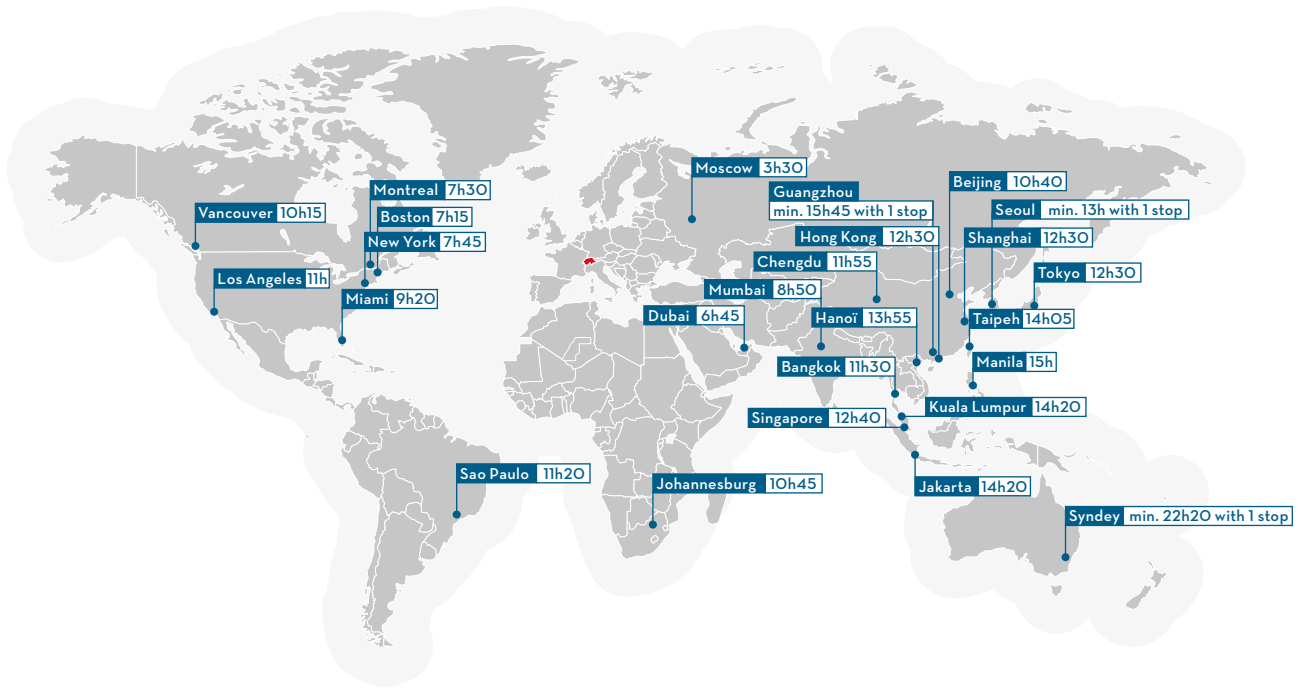 Moscow 3h30
Beijing 10h40
Montreal 7h30
Guangzhou
min. 15h45 with 1 stop
Vancouver 10h15
Boston 7h15
Seoul min. 13h with 1 stop
New York 7h45
Hong Kong 12h30
Shanghai 12h30
Chengdu 11h55
Tokyo 12h30
Los Angeles 11h
Mumbai 8h50
Miami 9h20
Dubai 6h45
Hanoï 13h55
Taipeh 14h05
Bangkok 11h30
Manila 15h
Kuala Lumpur 14h20
Singapore 12h40
Sao Paulo 11h20
Johannesburg 10h45
Jakarta 14h20
Syndey min. 22h20 with 1 stop